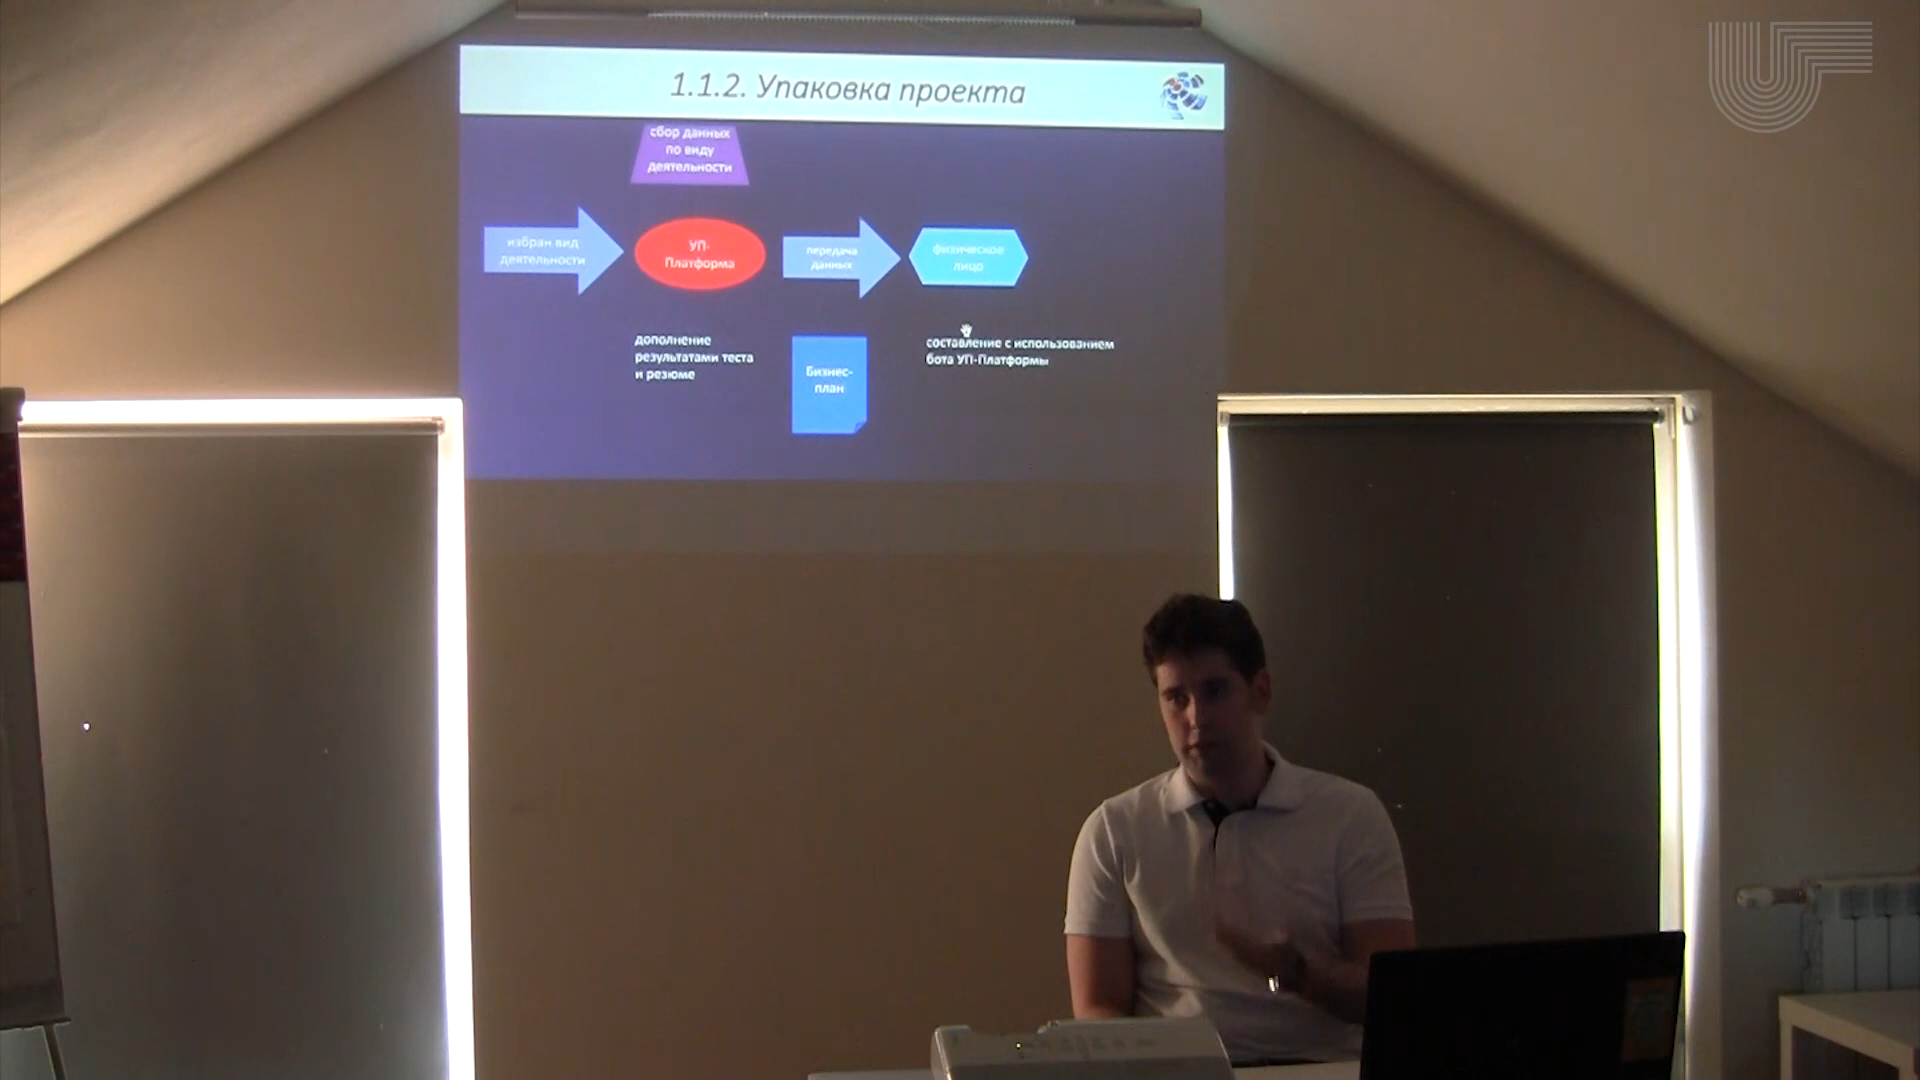 1.1.2. Упаковка проекта
сбор данных
по виду
деятельности
избран вид
деятельности
УП-
Платформа
передача
данных
физическое
лицо
дополнение
результатами теста
и резюме
Бизнес-
план
составление с использованием
бота УП-Платформы